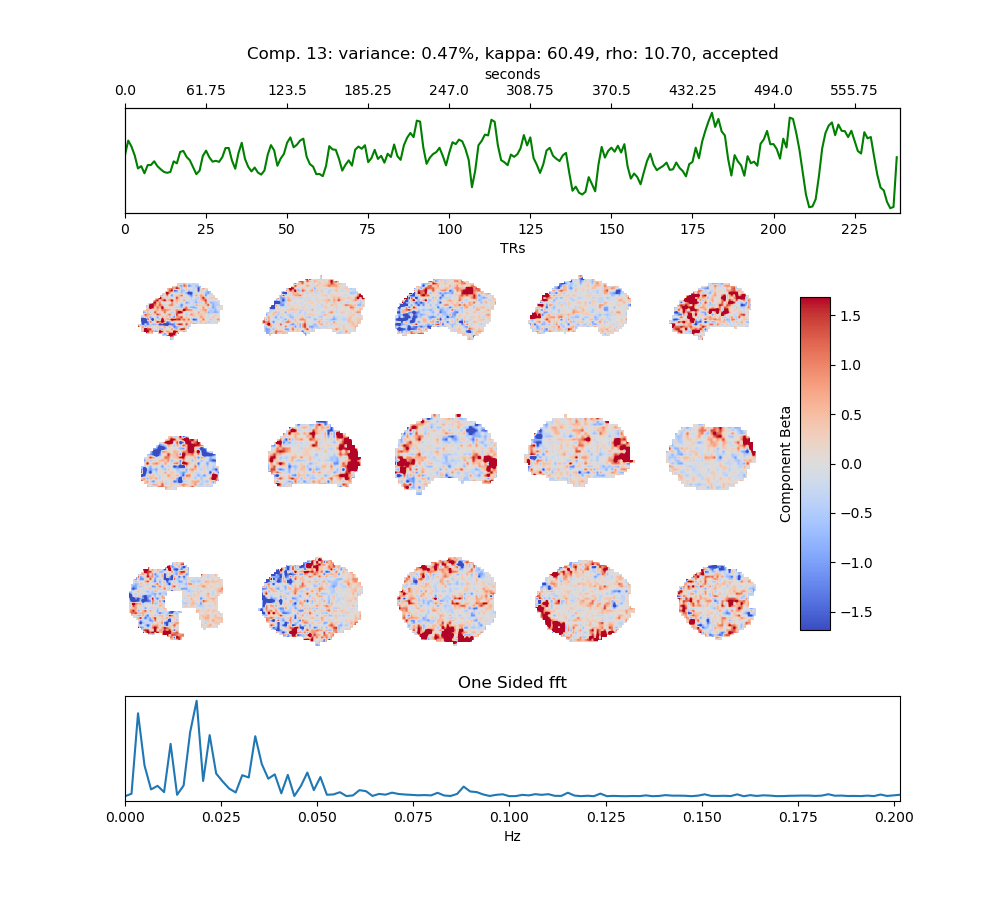 Comp. 13: variance: 0.47%, kappa: 60.49, rho: 10.70, accepted
seconds
0.0 61.75 123.5 185.25 247.0 308.75 370.5 432.25 494.0 555.75
0 25 50 75 100 125 150 175 200 225
TRs
1.5
1.0
0.5
0.0
−0.5
−1.0
−1.5
Component Beta
One Sided fft
0.000 0.025 0.050 0.075 0.100 0.125 0.150 0.175 0.200
Hz